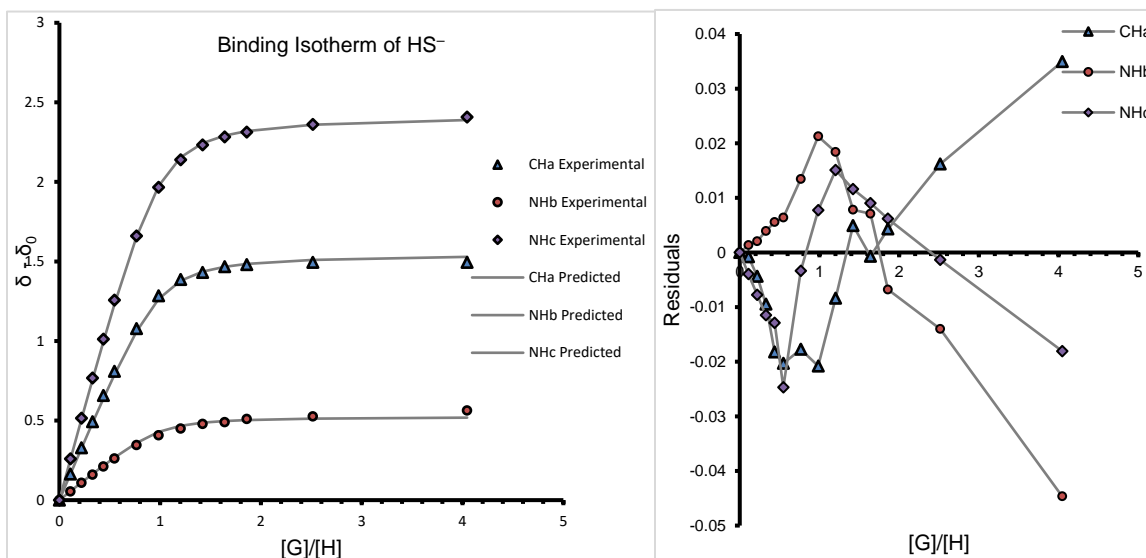 Binding Isotherm of HS⁻
3
2.5
2
1.5
1
0.5
0
δ-δ0
0 1 2 3 4 5
[G]/[H]
CHa Experimental
NHb Experimental
NHc Experimental
CHa Predicted
NHb Predicted
NHc Predicted
0.04
0.03
0.02
0.01
0
-0.01
-0.02
-0.03
-0.04
-0.05
Residuals
0 1 2 3 4 5
[G]/[H]
CHa
NHb
NHc